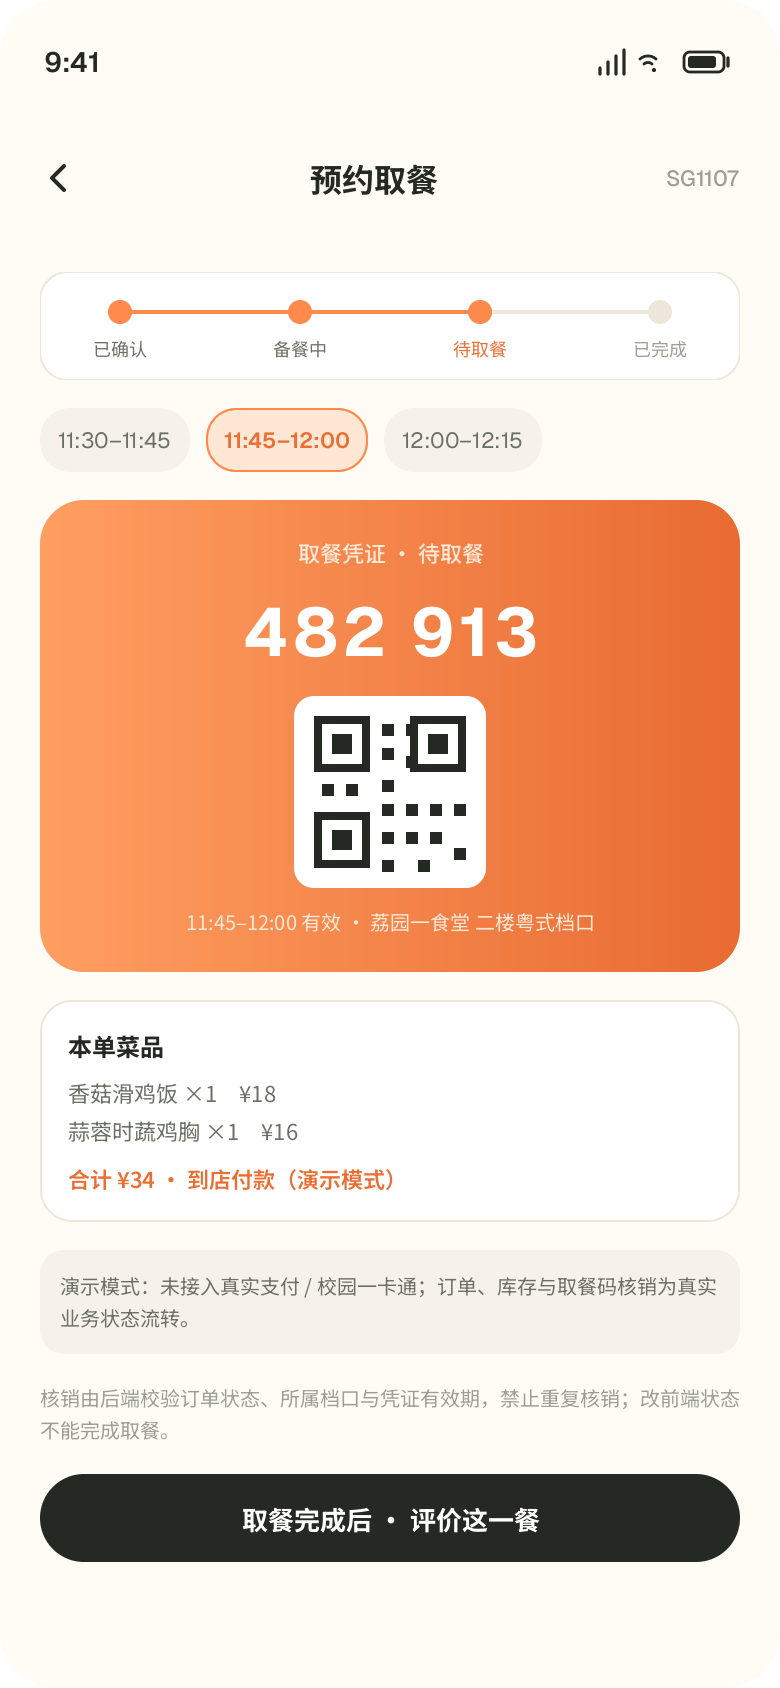 9:41
预约取餐
SG1107
已确认
备餐中
待取餐
已完成
11:30–11:45
11:45–12:00
12:00–12:15
取餐凭证 · 待取餐
482 913
11:45–12:00 有效 · 荔园一食堂 二楼粤式档口
本单菜品
香菇滑鸡饭 ×1 ¥18
蒜蓉时蔬鸡胸 ×1 ¥16
合计 ¥34 · 到店付款（演示模式）
演示模式：未接入真实支付 / 校园一卡通；订单、库存与取餐码核销为真实
业务状态流转。
核销由后端校验订单状态、所属档口与凭证有效期，禁止重复核销；改前端状态
不能完成取餐。
取餐完成后 · 评价这一餐